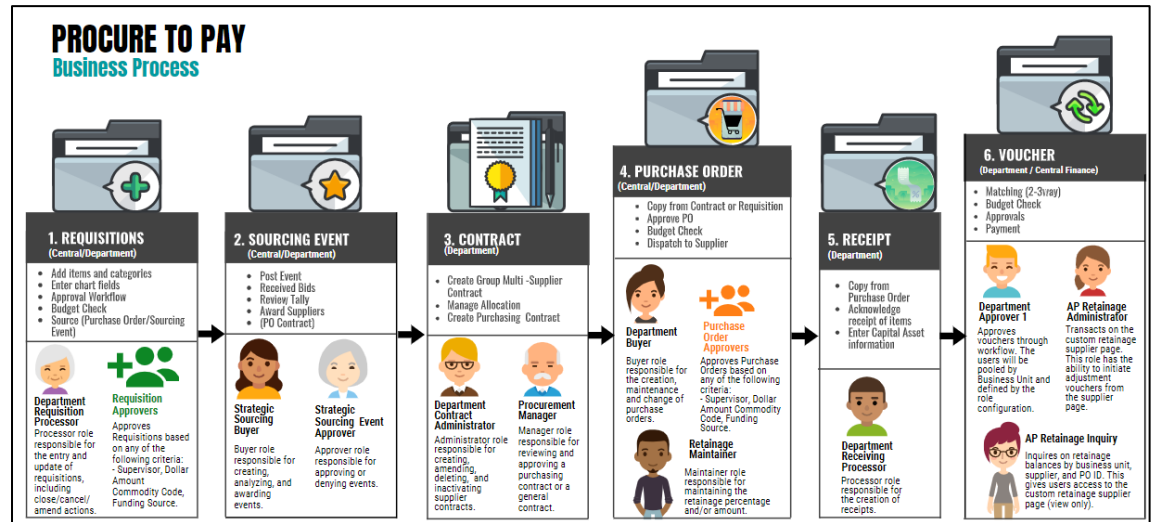 PROCURE TO PAY
Business Process
1. REQUISITIONS
(Central/Department)
• Add items and categories
• Enter chart fields
• Approval Workflow
• Budget Check
• Source (Purchase Order/Sourcing
Event)
Department
Requisition
Processor
Processor role
responsible for
the entry and
update of
requisitions,
including
close/cancel/
amend actions.
Requisition
Approvers
Approves
Requisitions based
on any of the
following criteria:
- Supervisor, Dollar
Amount
Commodity Code,
Funding Source.
2. SOURCING EVENT
(Central/Department)
• Post Event
• Received Bids
• Review Tally
• Award Suppliers
• (PO Contract)
Strategic
Sourcing
Buyer
Buyer role
responsible for
creating,
analyzing, and
awarding
events.
Strategic
Sourcing Event
Approver
Approver role
responsible for
approving or
denying events.
3. CONTRACT
(Department)
• Create Group Multi -Supplier
Contract
• Manage Allocation
• Create Purchasing Contract
Department
Contract
Administrator
Administrator role
responsible for
creating,
amending,
deleting, and
inactivating
supplier
contracts.
Procurement
Manager
Manager role
responsible for
reviewing and
approving a
purchasing
contract or a
general
contract.
4. PURCHASE ORDER
(Central/Department)
• Copy from Contract or Requisition
• Approve PO
• Budget Check
• Dispatch to Supplier
Department
Buyer
Buyer role
responsible for
the creation,
maintenance
and change of
purchase
orders.
Purchase
Order
Approvers
Approves Purchase
Orders based on
any of the following
criteria:
- Supervisor, Dollar
Amount Commodity
Code, Funding
Source.
Retainage
Maintainer
Maintainer role
responsible for
maintaining the
retainage percentage
and/or amount.
5. RECEIPT
(Department)
• Copy from
Purchase Order
• Acknowledge
receipt of items
• Enter Capital Asset
information
Department
Receiving
Processor
Processor role
responsible for
the creation of
receipts.
6. VOUCHER
(Department / Central Finance)
• Matching (2-3way)
• Budget Check
• Approvals
• Payment
Department
Approver 1
Approves
vouchers through
workflow. The
users will be
pooled by
Business Unit and
defined by the
role
configuration.
AP Retainage
Administrator
Transacts on the
custom retainage
supplier page.
This role has the
ability to initiate
adjustment
vouchers from
the supplier
page.
AP Retainage Inquiry
Inquires on retainage
balances by business unit,
supplier, and PO ID. This
gives users access to the
custom retainage supplier
page (view only).